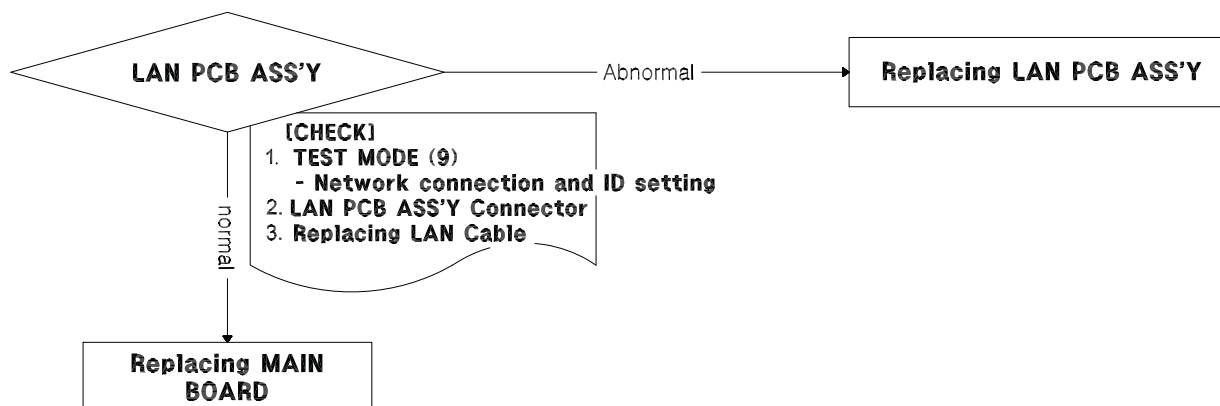 LAN PCB ASS'Y
Abnormal
Replacing LAN PCB ASS'Y
[CHECK]
1. TEST MODE (9)
- Network connection and ID setting
2. LAN PCB ASS'Y Connector
3. Replacing LAN Cable
normal
Replacing MAIN
BOARD